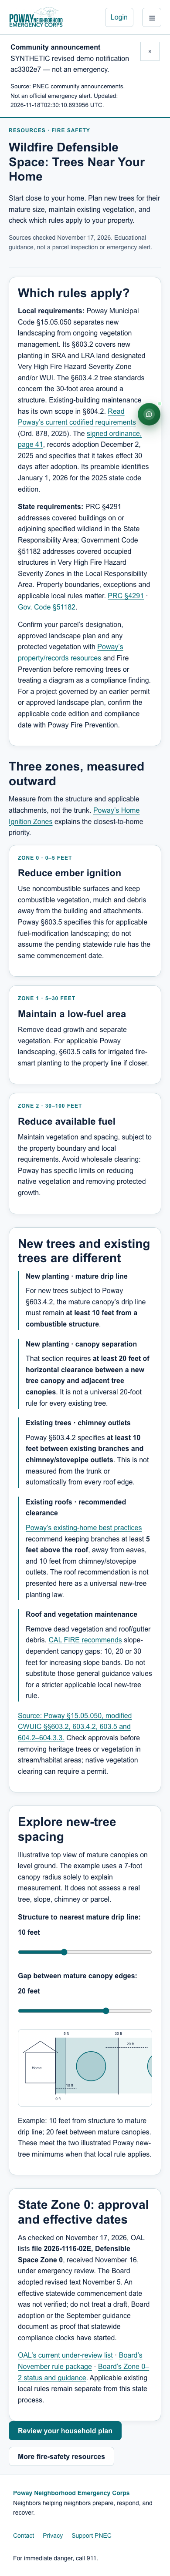 POWAY NEIGHBORHOOD
EMERGENCY CORPS
Login
Community announcement
SYNTHETIC revised demo notification
ac3302e7 — not an emergency.
Source: PNEC community announcements.
Not an official emergency alert. Updated:
2026-11-18T02:30:10.693956 UTC.
×
RESOURCES · FIRE SAFETY
Wildfire Defensible
Space: Trees Near Your
Home
Start close to your home. Plan new trees for their
mature size, maintain existing vegetation, and
check which rules apply to your property.
Sources checked November 17, 2026. Educational
guidance, not a parcel inspection or emergency alert.
Which rules apply?
Local requirements: Poway Municipal
Code §15.05.050 separates new
landscaping from ongoing vegetation
management. Its §603.2 covers new
planting in SRA and LRA land designated
Very High Fire Hazard Severity Zone
and/or WUI. The §603.4.2 tree standards
concern the 30-foot area around a
structure. Existing-building maintenance
has its own scope in §604.2. Read
Poway's current codified requirements
(Ord. 878, 2025). The signed ordinance,
page 41, records adoption December 2,
2025 and specifies that it takes effect 30
days after adoption. Its preamble identifies
January 1, 2026 for the 2025 state code
edition.
State requirements: PRC §4291
addresses covered buildings on or
adjoining specified wildland in the State
Responsibility Area; Government Code
§51182 addresses covered occupied
structures in Very High Fire Hazard
Severity Zones in the Local Responsibility
Area. Property boundaries, exceptions and
applicable local rules matter. PRC §4291 ·
Gov. Code §51182.
Confirm your parcel's designation,
approved landscape plan and any
protected vegetation with Poway's
property/records resources and Fire
Prevention before removing trees or
treating a diagram as a compliance finding.
For a project governed by an earlier permit
or approved landscape plan, confirm the
applicable code edition and compliance
date with Poway Fire Prevention.
Three zones, measured
outward
Measure from the structure and applicable
attachments, not the trunk. Poway's Home
Ignition Zones explains the closest-to-home
priority.
ZONE 0 · 0–5 FEET
Reduce ember ignition
Use noncombustible surfaces and keep
combustible vegetation, mulch and debris
away from the building and attachments.
Poway §603.5 specifies this for applicable
fuel-modification landscaping; do not
assume the pending statewide rule has the
same commencement date.
ZONE 1 · 5–30 FEET
Maintain a low-fuel area
Remove dead growth and separate
vegetation. For applicable Poway
landscaping, §603.5 calls for irrigated fire-
smart planting to the property line if closer.
ZONE 2 · 30–100 FEET
Reduce available fuel
Maintain vegetation and spacing, subject to
the property boundary and local
requirements. Avoid wholesale clearing:
Poway has specific limits on reducing
native vegetation and removing protected
growth.
New trees and existing
trees are different
New planting · mature drip line
For new trees subject to Poway
§603.4.2, the mature canopy's drip line
must remain at least 10 feet from a
combustible structure.
New planting · canopy separation
That section requires at least 20 feet of
horizontal clearance between a new
tree canopy and adjacent tree
canopies. It is not a universal 20-foot
rule for every existing tree.
Existing trees · chimney outlets
Poway §603.4.2 specifies at least 10
feet between existing branches and
chimney/stovepipe outlets. This is not
measured from the trunk or
automatically from every roof edge.
Existing roofs · recommended
clearance
Poway's existing-home best practices
recommend keeping branches at least 5
feet above the roof, away from eaves,
and 10 feet from chimney/stovepipe
outlets. The roof recommendation is not
presented here as a universal new-tree
planting law.
Roof and vegetation maintenance
Remove dead vegetation and roof/gutter
debris. CAL FIRE recommends slope-
dependent canopy gaps: 10, 20 or 30
feet for increasing slope bands. Do not
substitute those general guidance values
for a stricter applicable local new-tree
rule.
Source: Poway §15.05.050, modified
CWUIC §§603.2, 603.4.2, 603.5 and
604.2–604.3.3. Check approvals before
removing heritage trees or vegetation in
stream/habitat areas; native vegetation
clearing can require a permit.
Explore new-tree
spacing
Illustrative top view of mature canopies on
level ground. The example uses a 7-foot
canopy radius solely to explain
measurement. It does not assess a real
tree, slope, chimney or parcel.
Structure to nearest mature drip line:
10 feet
Gap between mature canopy edges:
20 feet
5 ft
30 ft
20 ft
Home
10 ft
0 ft
Example: 10 feet from structure to mature
drip line; 20 feet between mature canopies.
These meet the two illustrated Poway new-
tree minimums when that local rule applies.
State Zone 0: approval
and effective dates
As checked on November 17, 2026, OAL
lists file 2026-1116-02E, Defensible
Space Zone 0, received November 16,
under emergency review. The Board
adopted revised text November 5. An
effective statewide commencement date
was not verified; do not treat a draft, Board
adoption or the September guidance
document as proof that statewide
compliance clocks have started.
OAL's current under-review list · Board's
November rule package · Board's Zone 0–
2 status and guidance. Applicable existing
local rules remain separate from this state
process.
Review your household plan
More fire-safety resources
Poway Neighborhood Emergency Corps
Neighbors helping neighbors prepare, respond, and
recover.
Contact Privacy Support PNEC
For immediate danger, call 911.